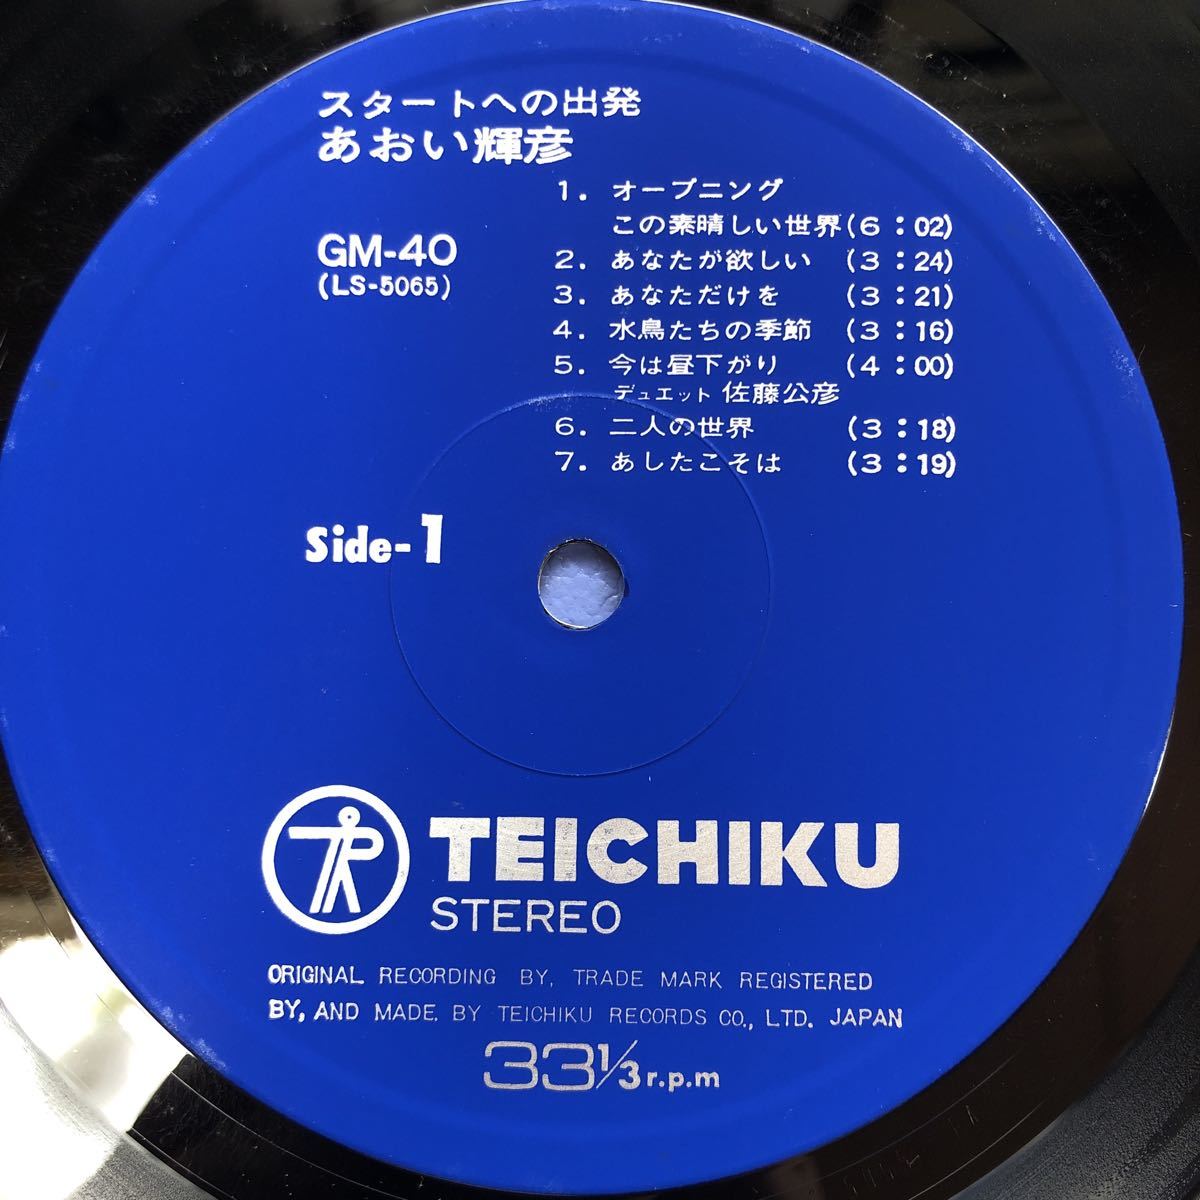 スタートへの出発
あおい輝彦
GM-40
(LS-5065)
1. オープニング
この素晴しい世界(6:02)
2. あなたが欲しい (3:24)
3. あなただけを (3:21)
4. 水鳥たちの季節 (3:16)
5. 今は昼下がり (4:00)
デュエット 佐藤公彦
6. 二人の世界 (3:18)
7. あしたこそは (3:19)
Side-1
TEICHIKU
STEREO
ORIGINAL RECORDING BY, TRADE MARK REGISTERED
BY, AND MADE. BY TEICHIKU RECORDS CO., LTD. JAPAN
33 1/3 r.p.m